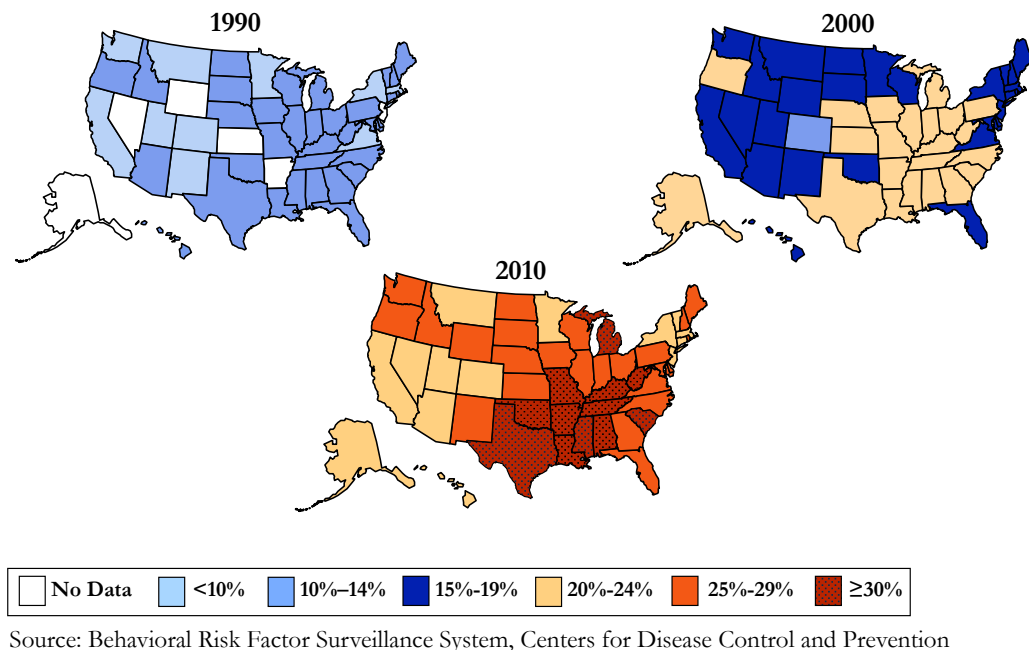 1990
2000
2010
No Data <10% 10%–14% 15%-19% 20%-24% 25%-29% ≥30%
Source: Behavioral Risk Factor Surveillance System, Centers for Disease Control and Prevention